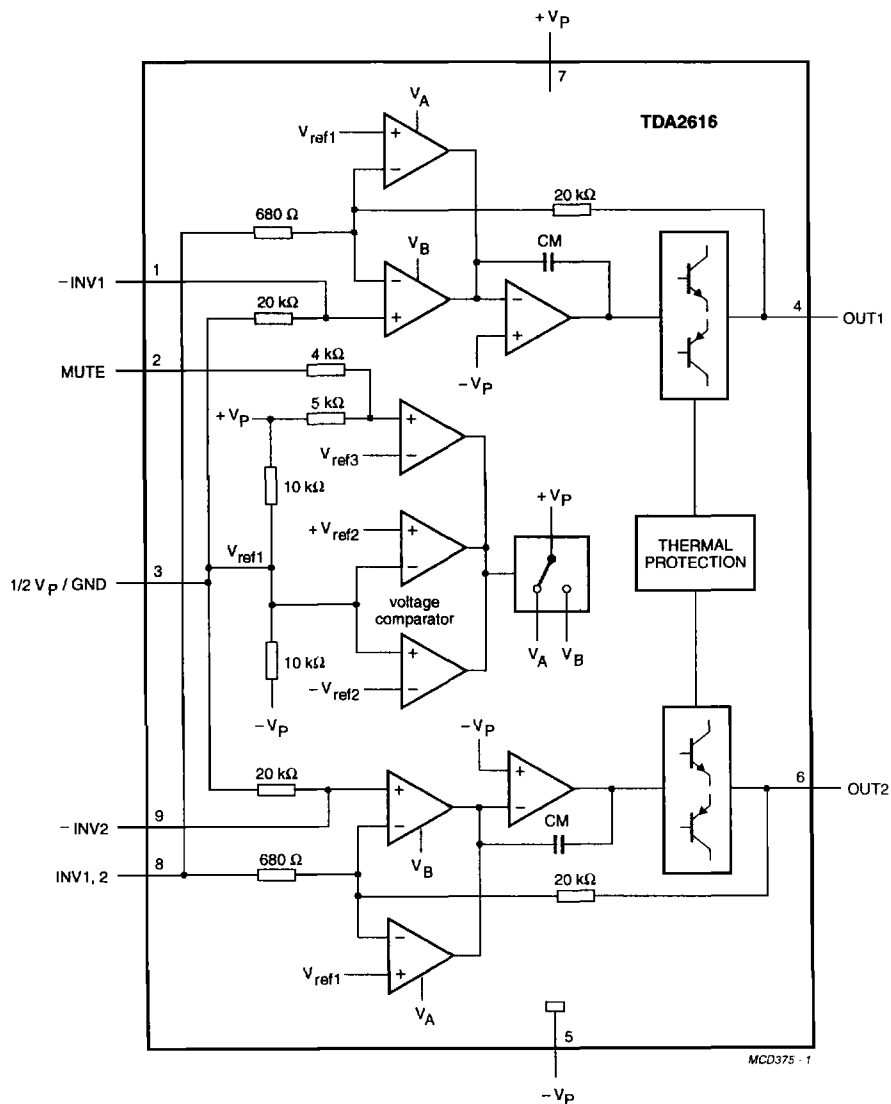 +VP
7
VA
TDA2616
Vref1
+
−
20 kΩ
680 Ω
VB
CM
−INV1
1
−
+
20 kΩ
−
+
4
OUT1
MUTE
2
4 kΩ
−VP
+VP
5 kΩ
+
−
Vref3
10 kΩ
+VP
Vref1
+Vref2
+
−
THERMAL
PROTECTION
1/2 VP / GND
3
voltage
comparator
VA
VB
10 kΩ
+
−
−Vref2
−VP
−VP
20 kΩ
+
−
+
−
6
OUT2
−INV2
9
CM
INV1, 2
8
680 Ω
VB
20 kΩ
−
+
Vref1
VA
5
MCD375 - 1
−VP